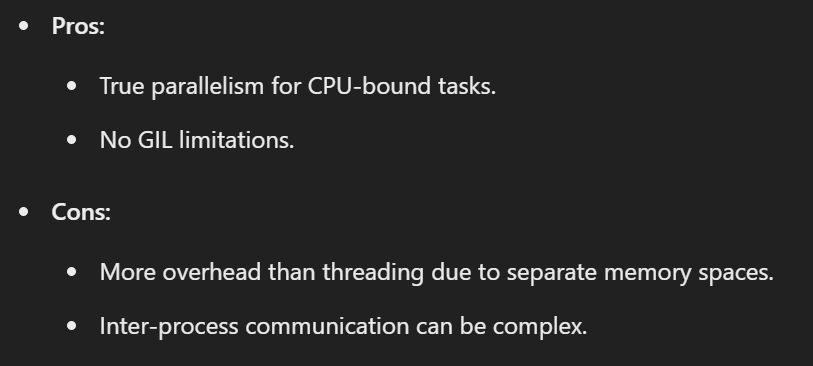 Pros:
True parallelism for CPU-bound tasks.
No GIL limitations.
Cons:
More overhead than threading due to separate memory spaces.
Inter-process communication can be complex.